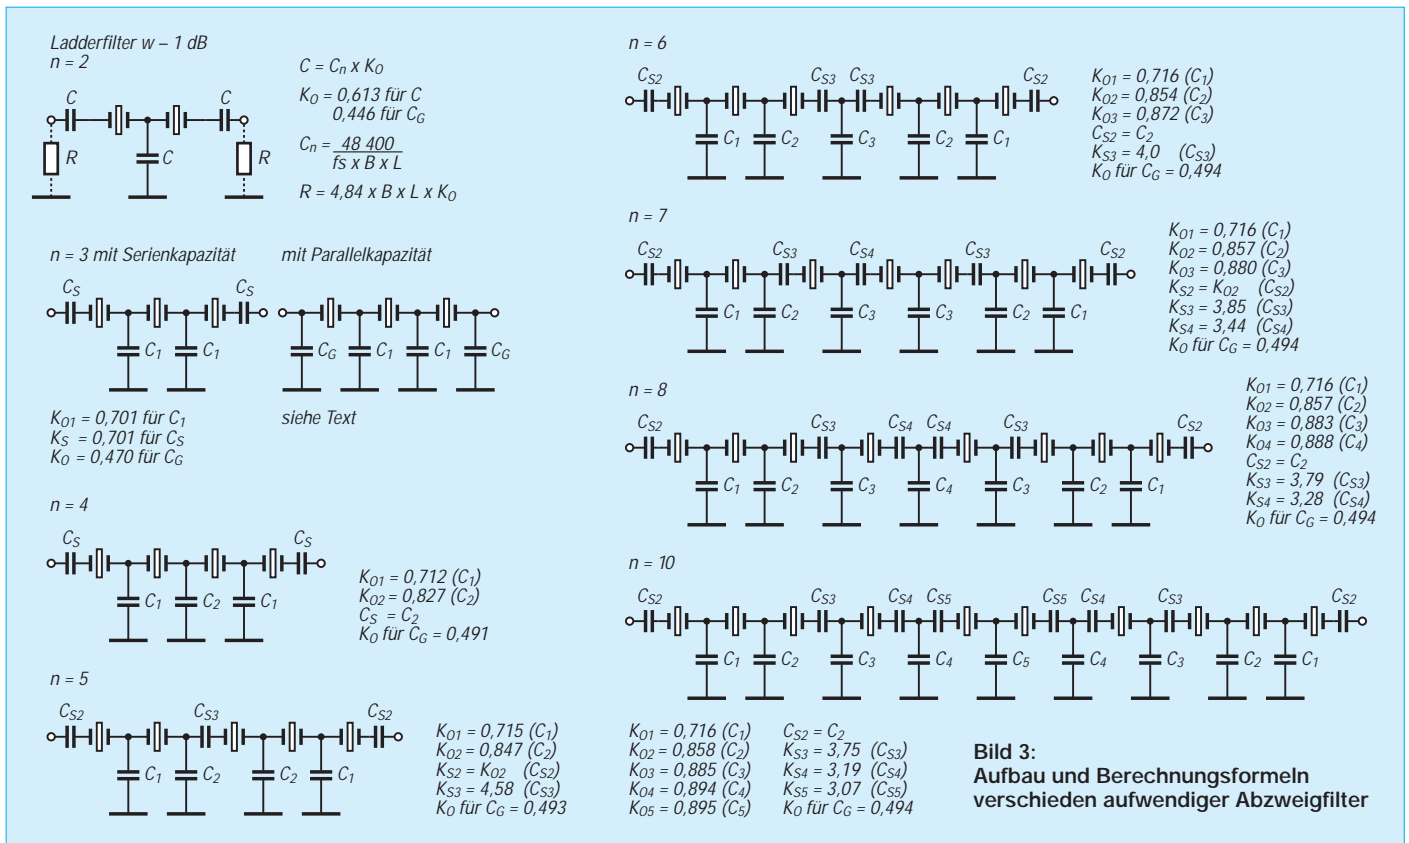 Ladderfilter w – 1 dB
n = 2
C
C
R
C
R
C = Cn x KO
KO = 0,613 für C
0,446 für CG
Cn = 48 400
fs x B x L
R = 4,84 x B x L x KO
n = 3 mit Serienkapazität
mit Parallelkapazität
CS
CS
C1
C1
CG
C1
C1
CG
KO1 = 0,701 für C1
KS = 0,701 für CS
KO = 0,470 für CG
siehe Text
n = 4
CS
CS
C1
C2
C1
KO1 = 0,712 (C1)
KO2 = 0,827 (C2)
CS = C2
KO für CG = 0,491
n = 5
CS2
CS3
CS2
C1
C2
C2
C1
KO1 = 0,715 (C1)
KO2 = 0,847 (C2)
KS2 = KO2 (CS2)
KS3 = 4,58 (CS3)
KO für CG = 0,493
n = 6
CS2
CS3
CS3
CS2
C1
C2
C3
C2
C1
KO1 = 0,716 (C1)
KO2 = 0,854 (C2)
KO3 = 0,872 (C3)
CS2 = C2
KS3 = 4,0 (CS3)
KO für CG = 0,494
n = 7
CS2
CS3
CS4
CS3
CS2
C1
C2
C3
C3
C2
C1
KO1 = 0,716 (C1)
KO2 = 0,857 (C2)
KO3 = 0,880 (C3)
KS2 = KO2 (CS2)
KS3 = 3,85 (CS3)
KS4 = 3,44 (CS4)
KO für CG = 0,494
n = 8
CS2
CS3
CS4
CS4
CS3
CS2
C1
C2
C3
C4
C3
C2
C1
KO1 = 0,716 (C1)
KO2 = 0,857 (C2)
KO3 = 0,883 (C3)
KO4 = 0,888 (C4)
CS2 = C2
KS3 = 3,79 (CS3)
KS4 = 3,28 (CS4)
KO für CG = 0,494
n = 10
CS2
CS3
CS4
CS5
CS5
CS4
CS3
CS2
C1
C2
C3
C4
C5
C4
C3
C2
C1
KO1 = 0,716 (C1)
KO2 = 0,858 (C2)
KO3 = 0,885 (C3)
KO4 = 0,894 (C4)
KO5 = 0,895 (C5)
CS2 = C2
KS3 = 3,75 (CS3)
KS4 = 3,19 (CS4)
KS5 = 3,07 (CS5)
KO für CG = 0,494
Bild 3:
Aufbau und Berechnungsformeln
verschieden aufwendiger Abzweigfilter